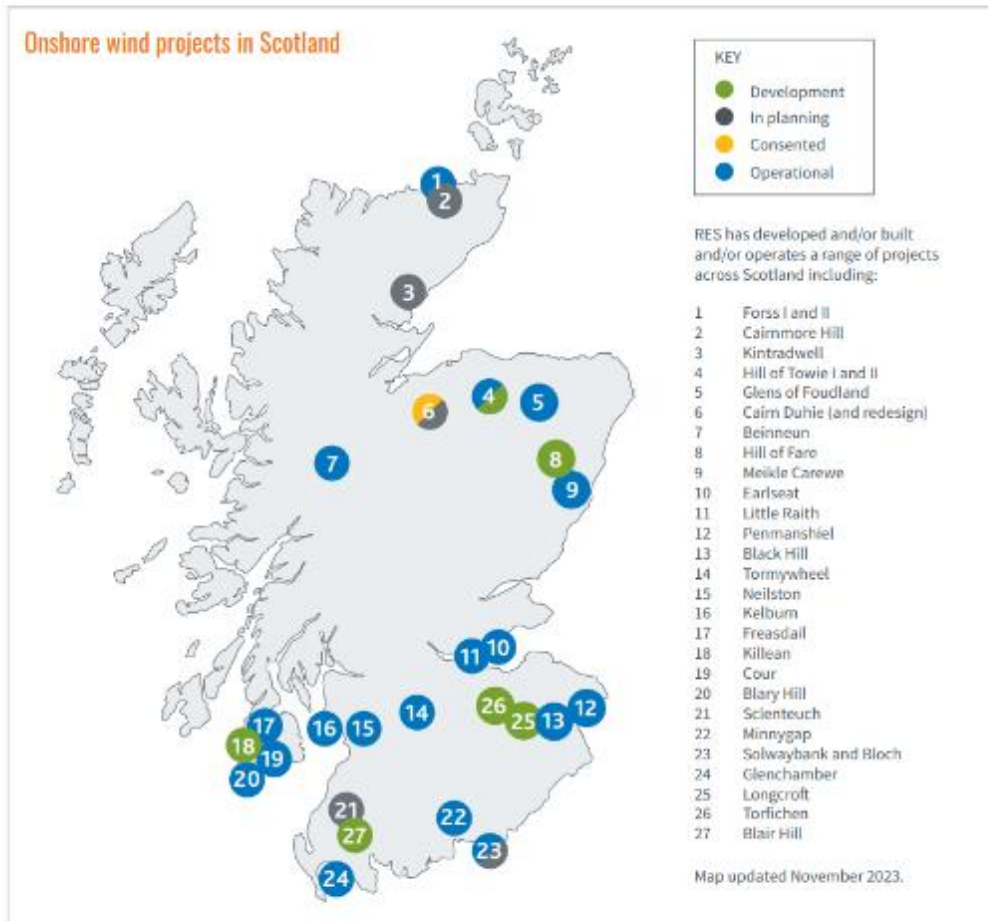 Onshore wind projects in Scotland
KEY
Development
In planning
Consented
Operational
RES has developed and/or built
and/or operates a range of projects
across Scotland including:
1 Forss I and II
2 Cairnmore Hill
3 Kintradwell
4 Hill of Towie I and II
5 Glens of Foudland
6 Cairn Duhie (and redesign)
7 Beinneun
8 Hill of Fare
9 Meikle Carewe
10 Earlseat
11 Little Raith
12 Penmanshiel
13 Black Hill
14 Tormywheel
15 Neilston
16 Kelburn
17 Freasdail
18 Killean
19 Cour
20 Blary Hill
21 Sclenteuch
22 Minnygap
23 Solwaybank and Bloch
24 Glenchamber
25 Longcroft
26 Torfichen
27 Blair Hill
Map updated November 2023.
1
2
3
4
5
6
7
8
9
10
11
12
13
14
15
16
17
18
19
20
21
22
23
24
25
26
27